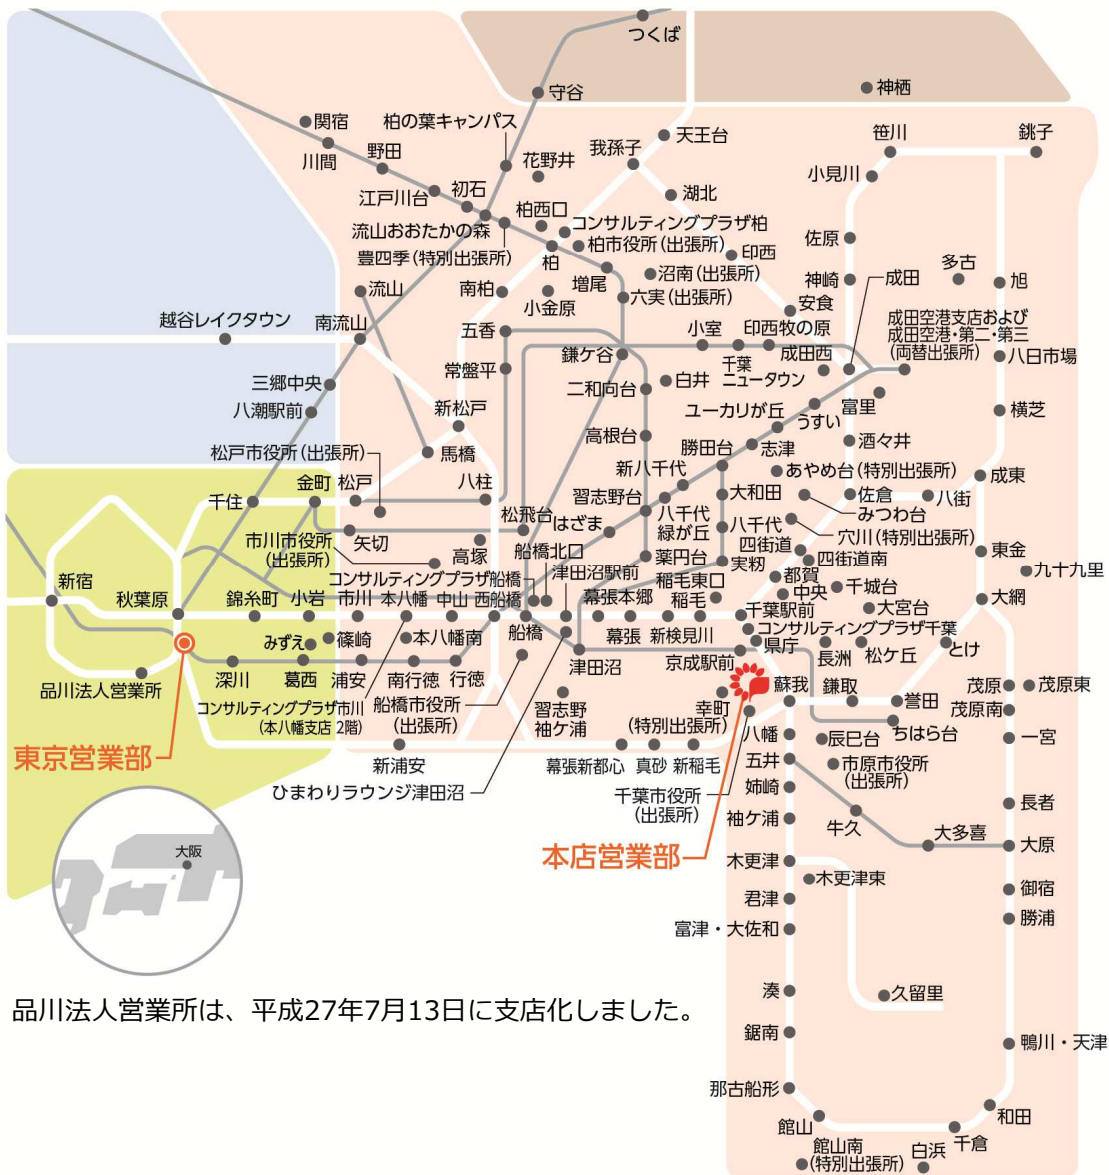 つくば
守谷
神栖
関宿
柏の葉キャンパス
天王台
笹川
銚子
川間
野田
花野井
我孫子
小見川
江戸川台
初石
湖北
柏西口
コンサルティングプラザ柏
流山おおたかの森
柏市役所(出張所)
佐原
豊四季(特別出張所)
柏
印西
沼南(出張所)
増尾
神崎
成田
多古
旭
流山
南柏
小金原
六実(出張所)
安食
越谷レイクタウン
南流山
五香
小室
印西牧の原
成田空港支店および
成田空港・第二・第三
(両替出張所)
鎌ケ谷
八日市場
常盤平
千葉
ニュータウン
成田西
三郷中央
二和向台
白井
富里
八潮駅前
新松戸
ユーカリが丘
うすい
横芝
松戸市役所(出張所)
高根台
勝田台
志津
酒々井
馬橋
新八千代
あやめ台(特別出張所)
成東
金町
松戸
八柱
習志野台
大和田
佐倉
八街
千住
松飛台
はざま
八千代
緑が丘
八千代
みつわ台
穴川(特別出張所)
市川市役所
(出張所)
矢切
高塚
船橋北口
薬円台
四街道
四街道南
東金
新宿
津田沼駅前
実籾
九十九里
コンサルティングプラザ船橋
稲毛東口
都賀
千城台
秋葉原
錦糸町
小岩
市川
本八幡
中山
西船橋
幕張本郷
稲毛
中央
大宮台
大網
千葉駅前
みずえ
篠崎
本八幡南
船橋
幕張
新検見川
コンサルティングプラザ千葉
県庁
長洲
松ケ丘
とけ
津田沼
京成駅前
品川法人営業所
深川
葛西
浦安
南行徳
行徳
蘇我
鎌取
誉田
茂原
茂原東
コンサルティングプラザ市川
(本八幡支店 2階)
船橋市役所
(出張所)
習志野
袖ケ浦
幸町
(特別出張所)
茂原南
東京営業部
八幡
辰巳台
ちはら台
一宮
新浦安
幕張新都心
真砂
新稲毛
五井
市原市役所
(出張所)
ひまわりラウンジ津田沼
千葉市役所
(出張所)
姉崎
長者
袖ケ浦
牛久
大多喜
大原
大阪
本店営業部
木更津
木更津東
御宿
君津
勝浦
富津・大佐和
湊
久留里
品川法人営業所は、平成27年7月13日に支店化しました。
鋸南
鴨川・天津
那古船形
和田
館山
千倉
館山南
(特別出張所)
白浜